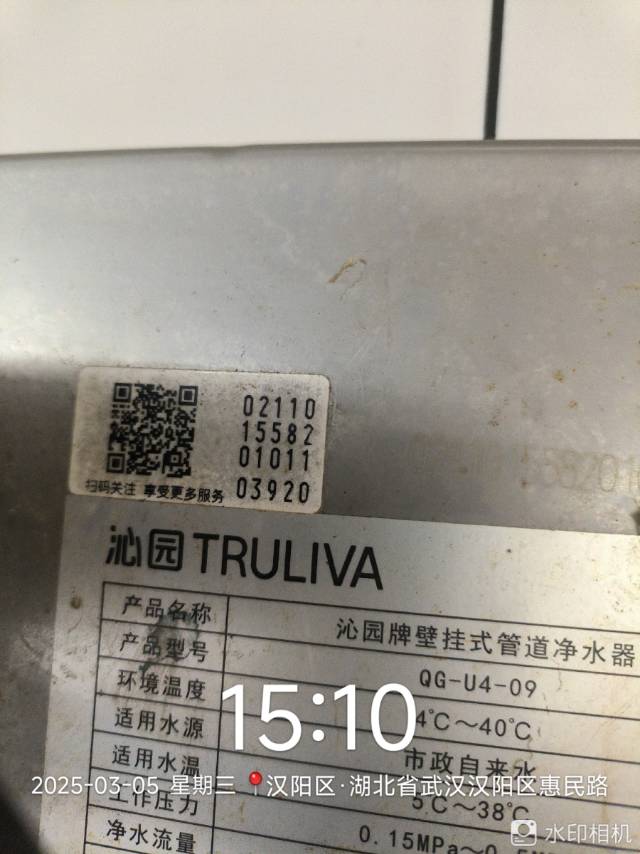 02110
15582
01011
03920
扫码关注 享受更多服务
沁园 TRULIVA
产品名称 沁园牌壁挂式管道净水器
产品型号 QG-U4-09
环境温度 4℃～40℃
适用水源 市政自来水
适用水温 5℃～38℃
工作压力 0.15MPa～0.
净水流量
15:10
2025-03-05 星期三 汉阳区·湖北省武汉汉阳区惠民路
水印相机